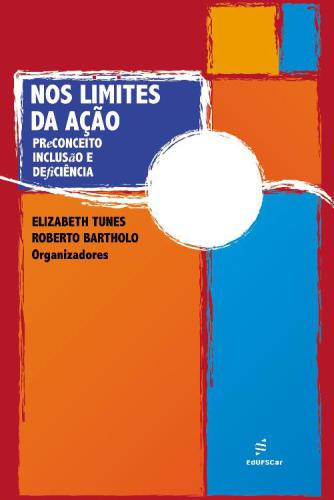 NOS LIMITES
DA AÇÃO
PReCONCEITO
INCLUSãO E
DEfiCIÊNCIA
ELIZABETH TUNES
ROBERTO BARTHOLO
Organizadores
EdUFSCar